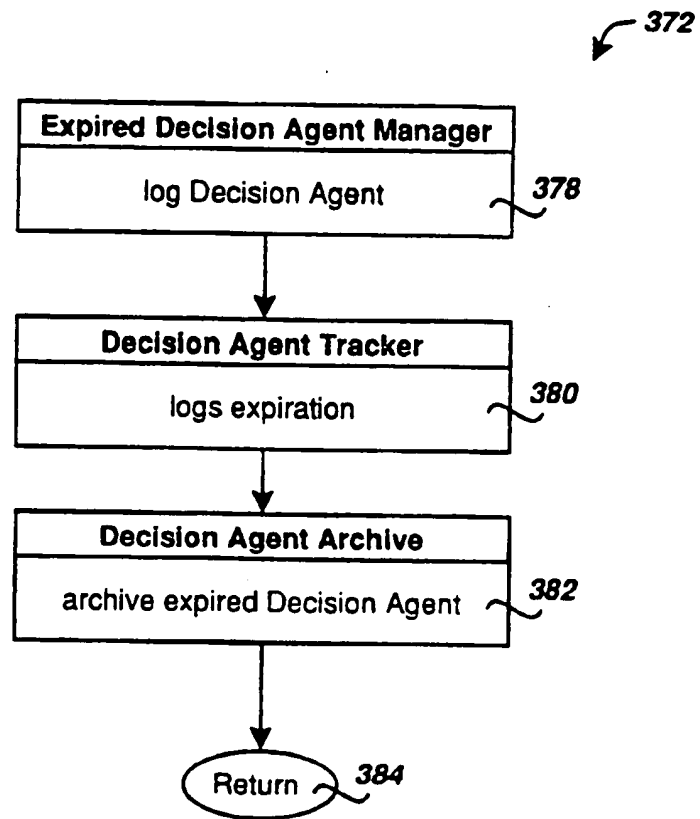 372
Expired Decision Agent Manager
log Decision Agent
378
Decision Agent Tracker
logs expiration
380
Decision Agent Archive
archive expired Decision Agent
382
Return
384